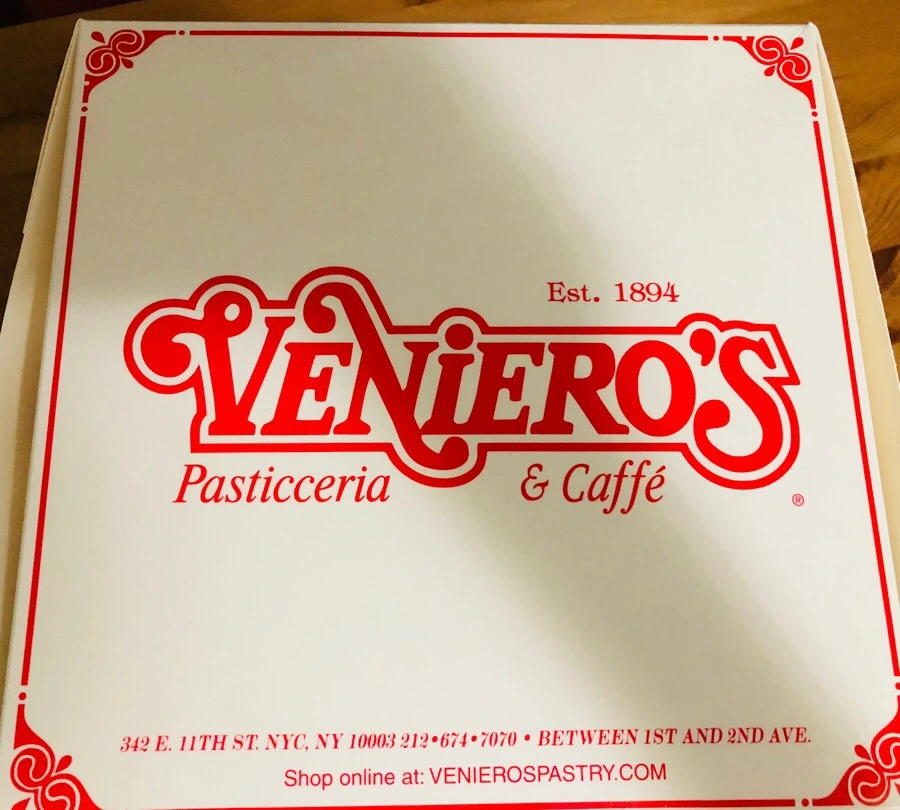 Est. 1894
VENiERO'S
Pasticceria & Caffé
®
342 E. 11TH ST. NYC, NY 10003 212•674•7070 • BETWEEN 1ST AND 2ND AVE.
Shop online at: VENIEROSPASTRY.COM